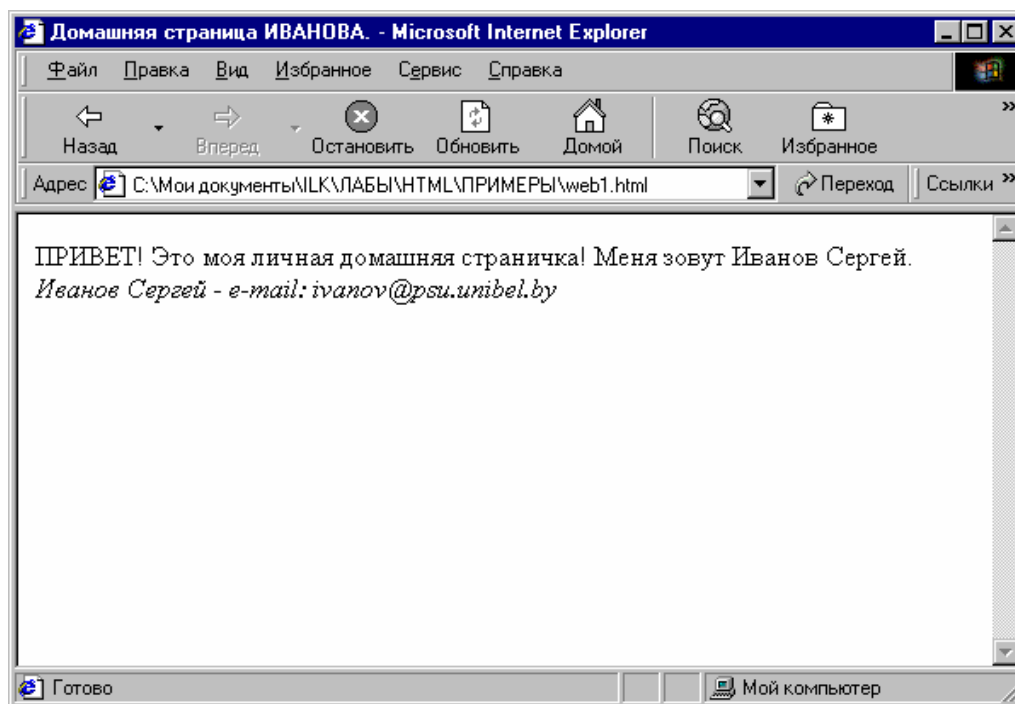 Домашняя страница ИВАНОВА. - Microsoft Internet Explorer
Файл Правка Вид Избранное Сервис Справка
Назад Вперед Остановить Обновить Домой Поиск Избранное »
Адрес C:\Мои документы\ILK\ЛАБЫ\HTML\ПРИМЕРЫ\web1.html Переход Ссылки »
ПРИВЕТ! Это моя личная домашняя страничка! Меня зовут Иванов Сергей.
Иванов Сергей - e-mail: ivanov@psu.unibel.by
Готово Мой компьютер